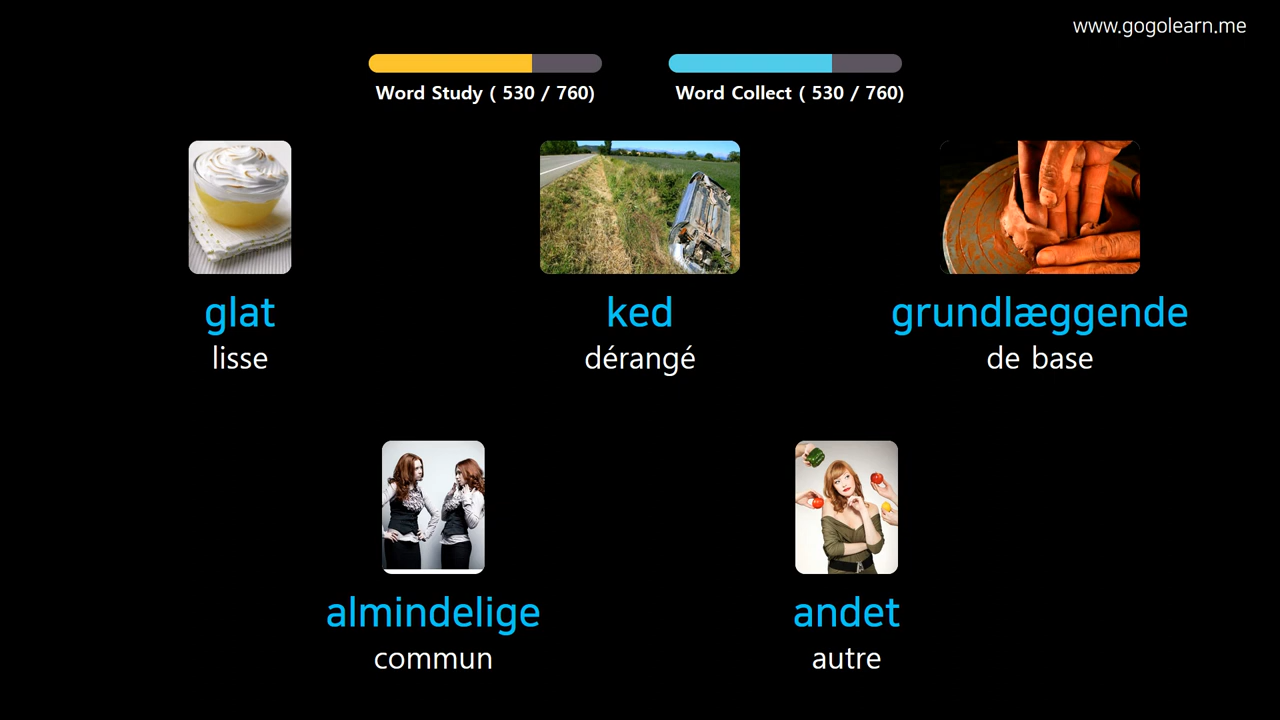 www.gogolearn.me
Word Study ( 530 / 760)
Word Collect ( 530 / 760)
glat
lisse
ked
dérangé
grundlæggende
de base
almindelige
commun
andet
autre